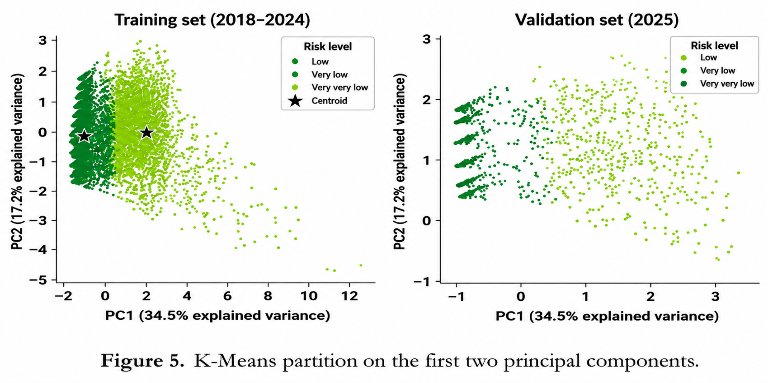 Training set (2018–2024)
3
2
1
0
−1
−2
−3
−4
−5
PC2 (17.2% explained variance)
Risk level
Low
Very low
Very very low
Centroid
−2
0
2
4
6
8
10
12
PC1 (34.5% explained variance)
Validation set (2025)
3
2
1
0
−1
PC2 (17.2% explained variance)
Risk level
Low
Very low
Very very low
−1
0
1
2
3
PC1 (34.5% explained variance)
Figure 5. K-Means partition on the first two principal components.